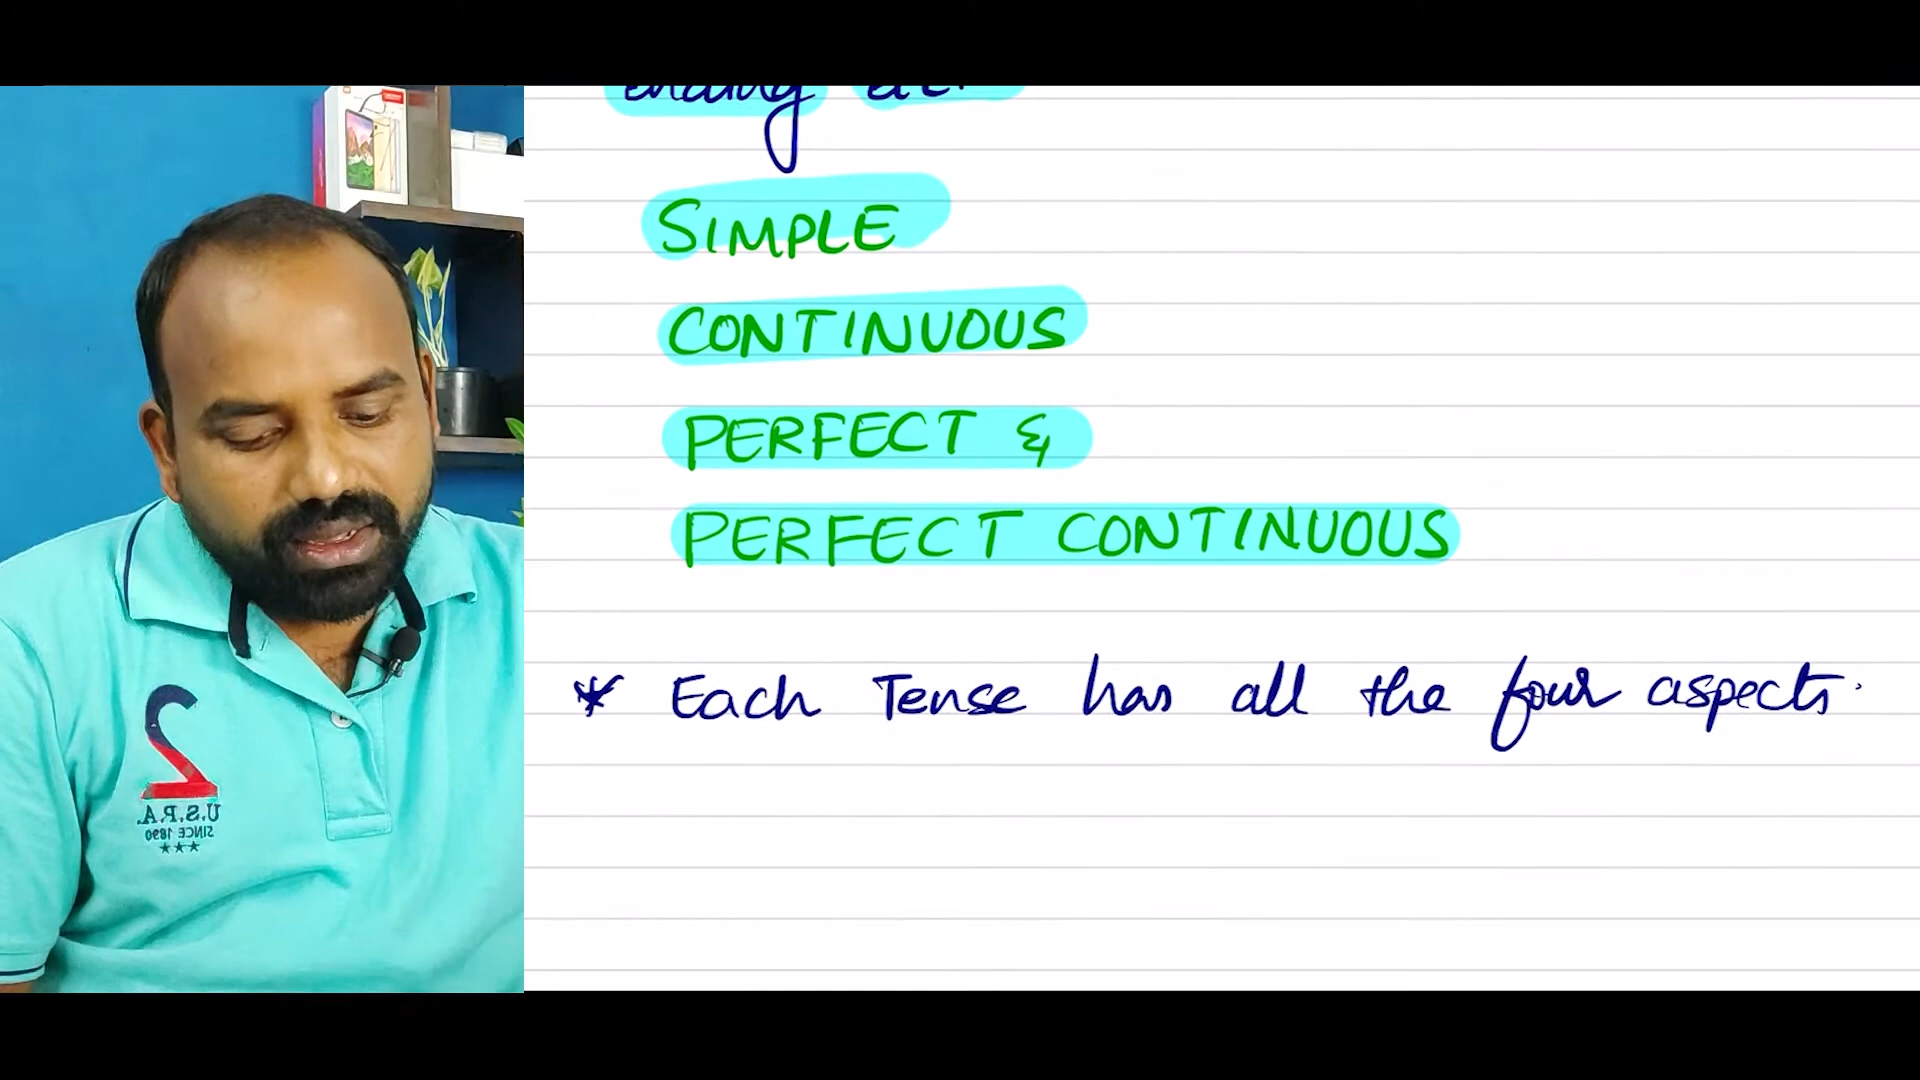 SIMPLE
CONTINUOUS
PERFECT &
PERFECT CONTINUOUS
* Each Tense has all the four aspects.
U.S.P.A.
SINCE 1890